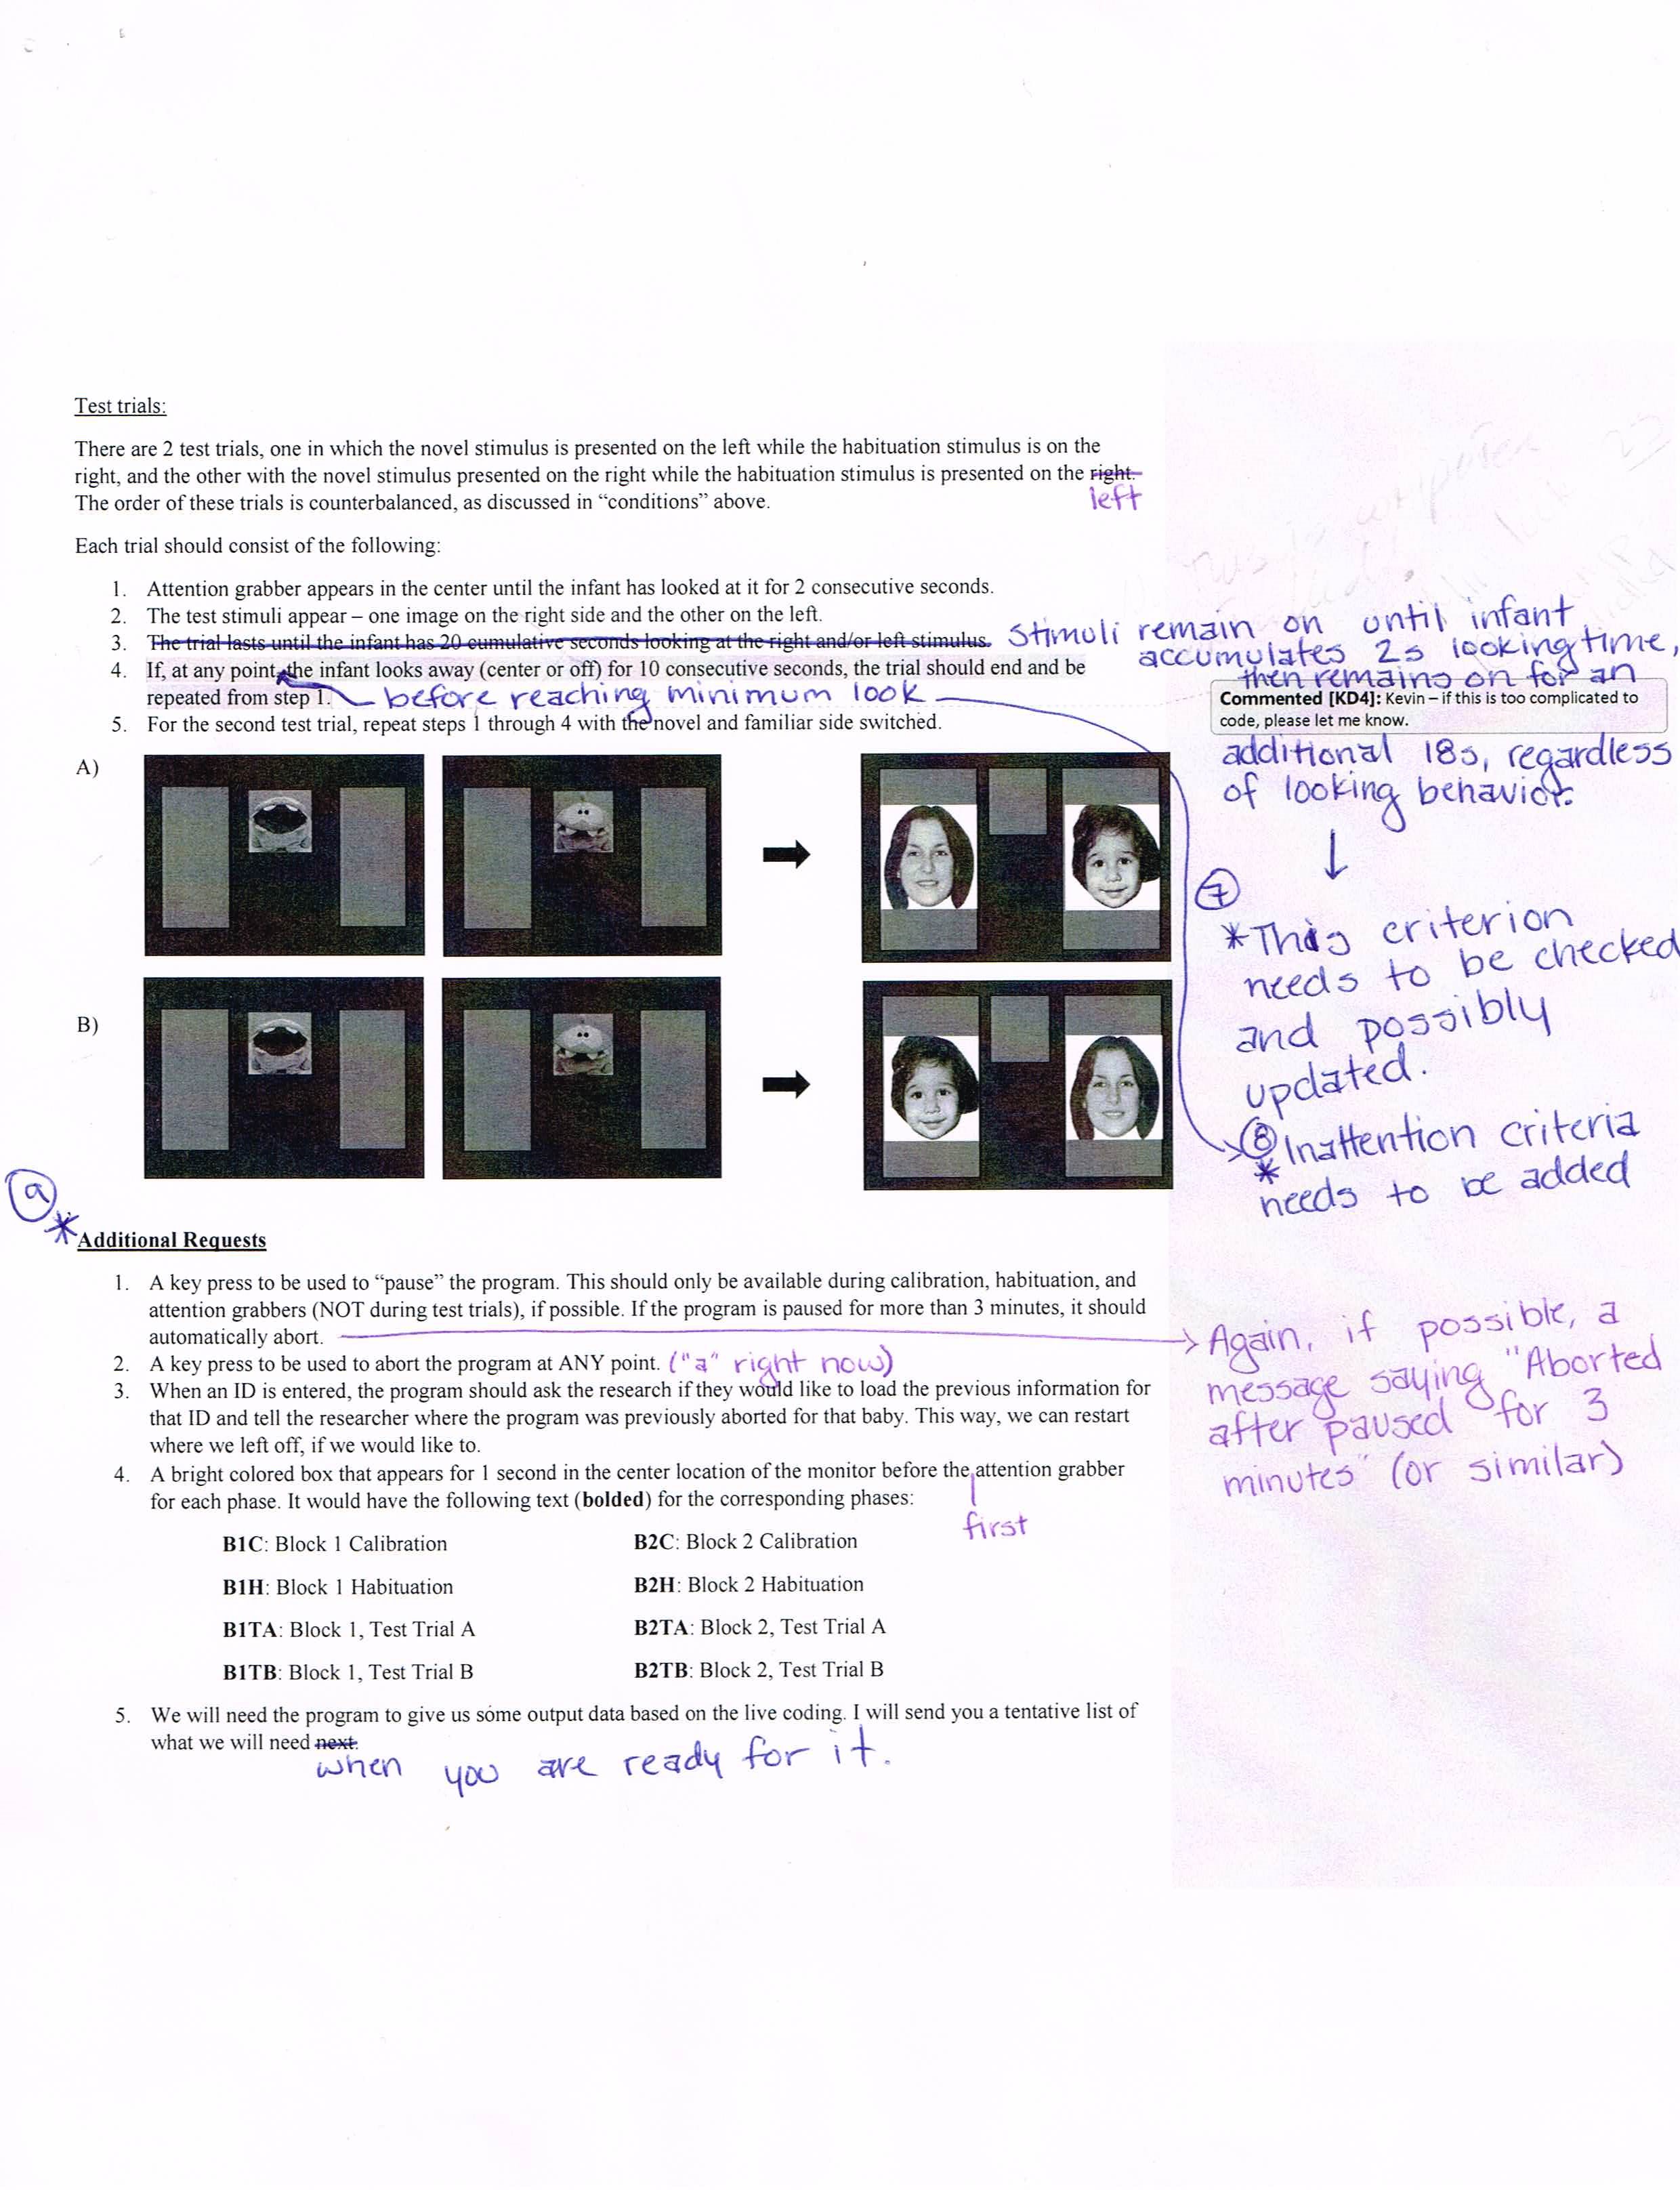 Test trials:
There are 2 test trials, one in which the novel stimulus is presented on the left while the habituation stimulus is on the
right, and the other with the novel stimulus presented on the right while the habituation stimulus is presented on the right.
left
The order of these trials is counterbalanced, as discussed in “conditions” above.
Each trial should consist of the following:
1. Attention grabber appears in the center until the infant has looked at it for 2 consecutive seconds.
2. The test stimuli appear – one image on the right side and the other on the left.
3. The trial lasts until the infant has 20 cumulative seconds looking at the right and/or left stimulus.
Stimuli remain on until infant
accumulates 2s looking time,
then remains on for an
additional 18s, regardless
of looking behavior.
4. If, at any point, the infant looks away (center or off) for 10 consecutive seconds, the trial should end and be
repeated from step 1.
before reaching minimum look
Commented [KD4]: Kevin – if this is too complicated to
code, please let me know.
5. For the second test trial, repeat steps 1 through 4 with the novel and familiar side switched.
A)
B)
7
*This criterion
needs to be checked
and possibly
updated.
8 Inattention criteria
* needs to be added
9
*
Additional Requests
1. A key press to be used to “pause” the program. This should only be available during calibration, habituation, and
attention grabbers (NOT during test trials), if possible. If the program is paused for more than 3 minutes, it should
automatically abort.
Again, if possible, a
message saying "Aborted
after paused for 3
minutes" (or similar)
2. A key press to be used to abort the program at ANY point. ("a" right now)
3. When an ID is entered, the program should ask the research if they would like to load the previous information for
that ID and tell the researcher where the program was previously aborted for that baby. This way, we can restart
where we left off, if we would like to.
4. A bright colored box that appears for 1 second in the center location of the monitor before the attention grabber
first
for each phase. It would have the following text (bolded) for the corresponding phases:
B1C: Block 1 Calibration
B2C: Block 2 Calibration
B1H: Block 1 Habituation
B2H: Block 2 Habituation
B1TA: Block 1, Test Trial A
B2TA: Block 2, Test Trial A
B1TB: Block 1, Test Trial B
B2TB: Block 2, Test Trial B
5. We will need the program to give us some output data based on the live coding. I will send you a tentative list of
what we will need next.
when you are ready for it.